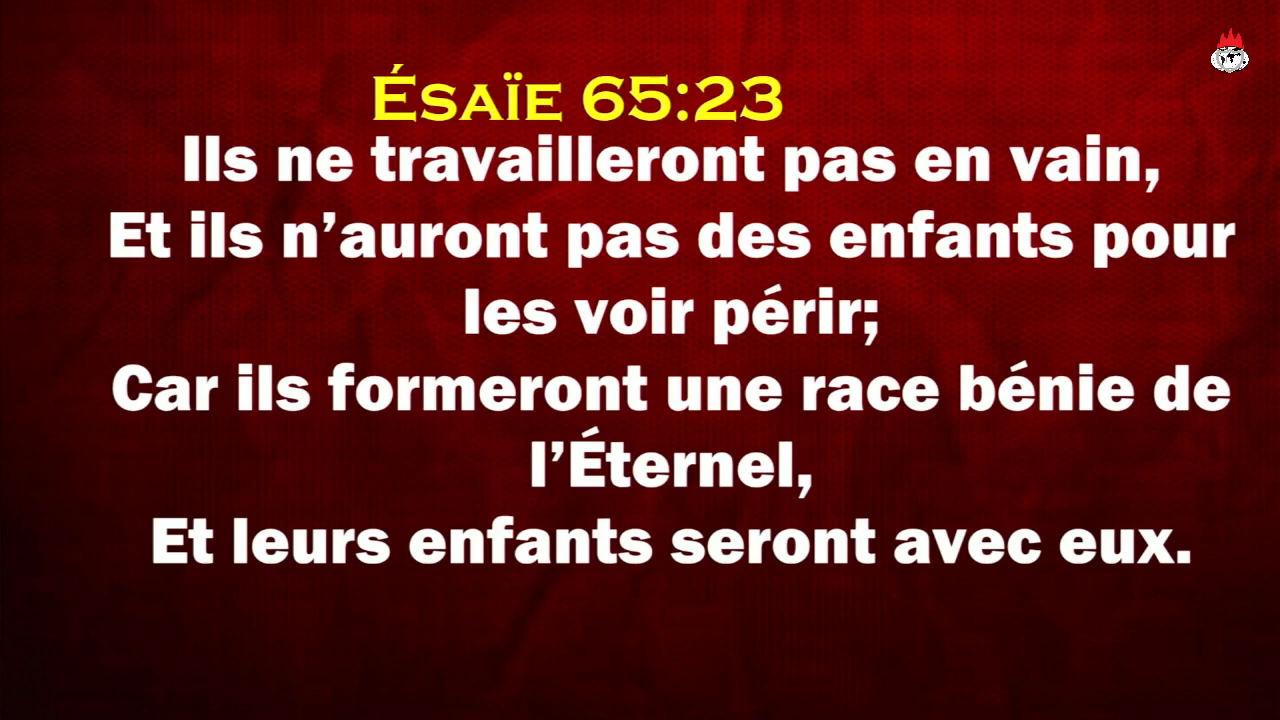 Ésaïe 65:23
Ils ne travailleront pas en vain,
Et ils n’auront pas des enfants pour
les voir périr;
Car ils formeront une race bénie de
l’Éternel,
Et leurs enfants seront avec eux.